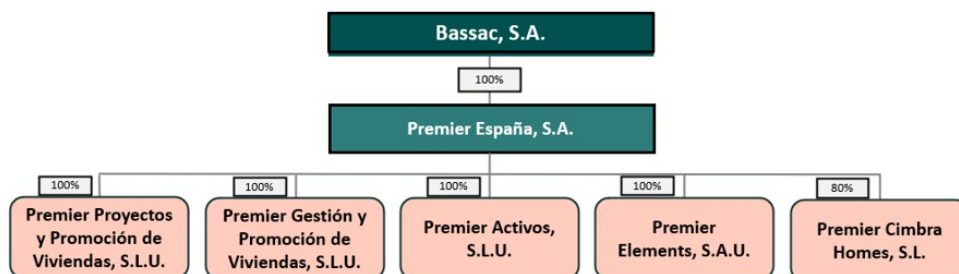 Bassac, S.A.
100%
Premier España, S.A.
100%
100%
100%
100%
80%
Premier Proyectos
y Promoción de
Viviendas, S.L.U.
Premier Gestión y
Promoción de
Viviendas, S.L.U.
Premier Activos,
S.L.U.
Premier
Elements, S.A.U.
Premier Cimbra
Homes, S.L.